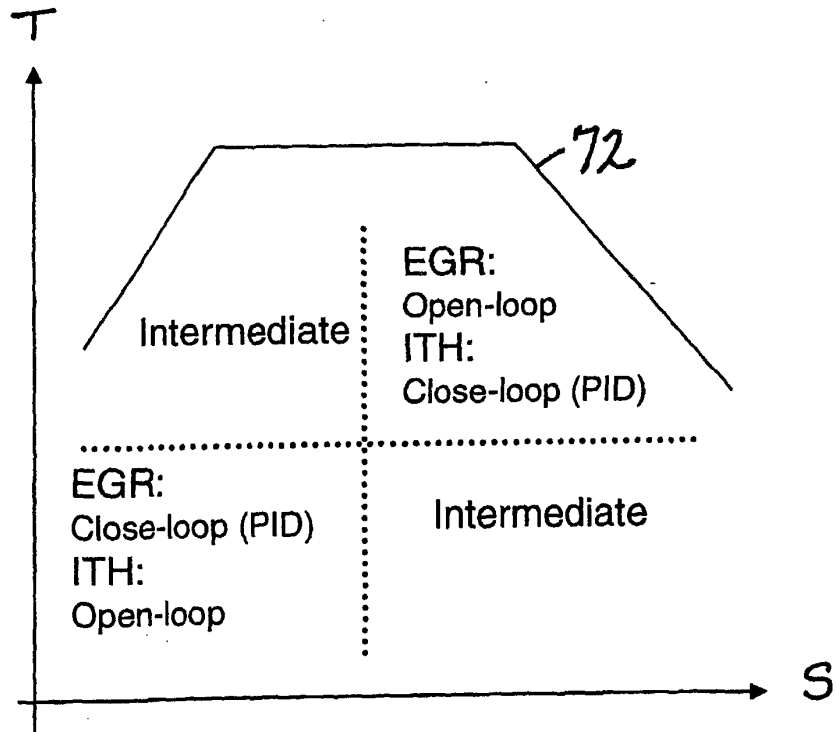 T
72
EGR:
Open-loop
ITH:
Close-loop (PID)
Intermediate
EGR:
Close-loop (PID)
ITH:
Open-loop
Intermediate
S